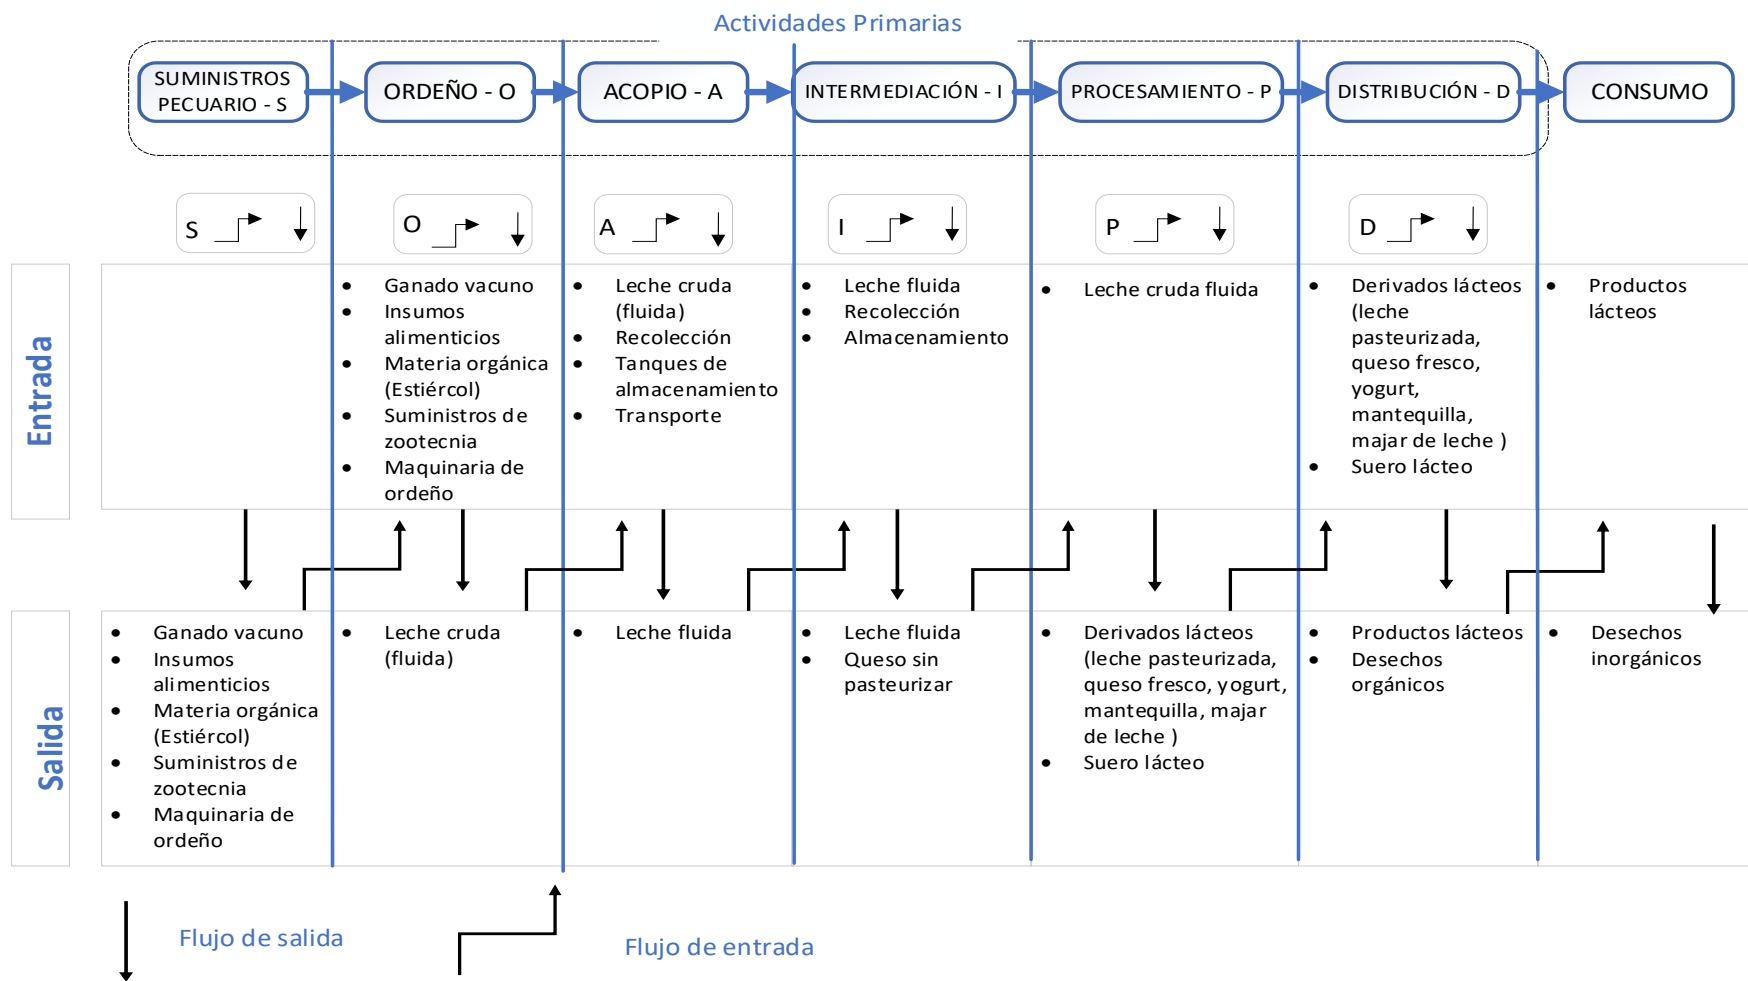 Actividades Primarias
SUMINISTROS
PECUARIO - S
ORDEÑO - O
ACOPIO - A
INTERMEDIACIÓN - I
PROCESAMIENTO - P
DISTRIBUCIÓN - D
CONSUMO
S
O
A
I
P
D
Entrada
• Ganado vacuno
• Insumos
alimenticios
• Materia orgánica
(Estiércol)
• Suministros de
zootecnia
• Maquinaria de
ordeño
• Leche cruda
(fluida)
• Recolección
• Tanques de
almacenamiento
• Transporte
• Leche fluida
• Recolección
• Almacenamiento
• Leche cruda fluida
• Derivados lácteos
(leche
pasteurizada,
queso fresco,
yogurt,
mantequilla,
majar de leche )
• Suero lácteo
• Productos
lácteos
Salida
• Ganado vacuno
• Insumos
alimenticios
• Materia orgánica
(Estiércol)
• Suministros de
zootecnia
• Maquinaria de
ordeño
• Leche cruda
(fluida)
• Leche fluida
• Leche fluida
• Queso sin
pasteurizar
• Derivados lácteos
(leche pasteurizada,
queso fresco, yogurt,
mantequilla, majar
de leche )
• Suero lácteo
• Productos lácteos
• Desechos
orgánicos
• Desechos
inorgánicos
Flujo de salida
Flujo de entrada